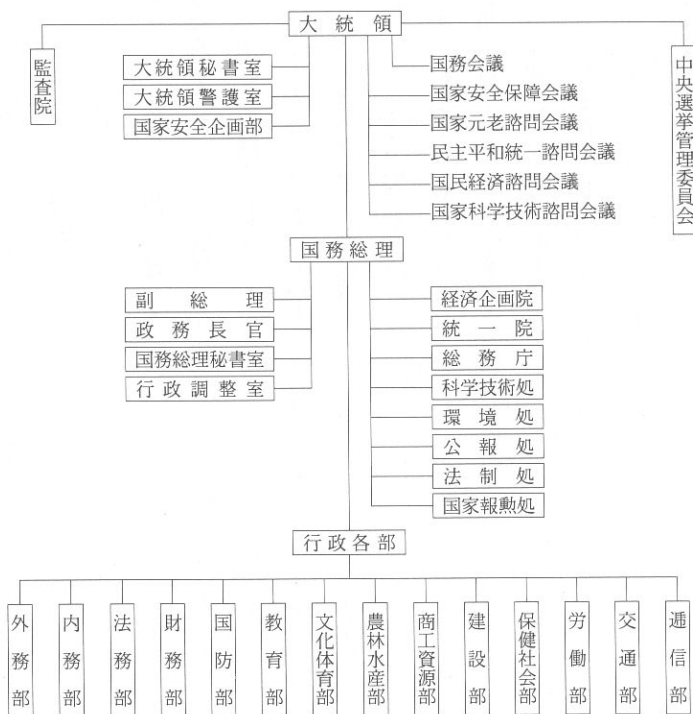 大統領
監査院
大統領秘書室
大統領警護室
国家安全企画部
国務会議
国家安全保障会議
国家元老諮問会議
民主平和統一諮問会議
国民経済諮問会議
国家科学技術諮問会議
中央選挙管理委員会
国務総理
副総理
政務長官
国務総理秘書室
行政調整室
経済企画院
統一院
総務庁
科学技術処
環境処
公報処
法制処
国家報勲処
行政各部
外務部
内務部
法務部
財務部
国防部
教育部
文化体育部
農林水産部
商工資源部
建設部
保健社会部
労働部
交通部
逓信部